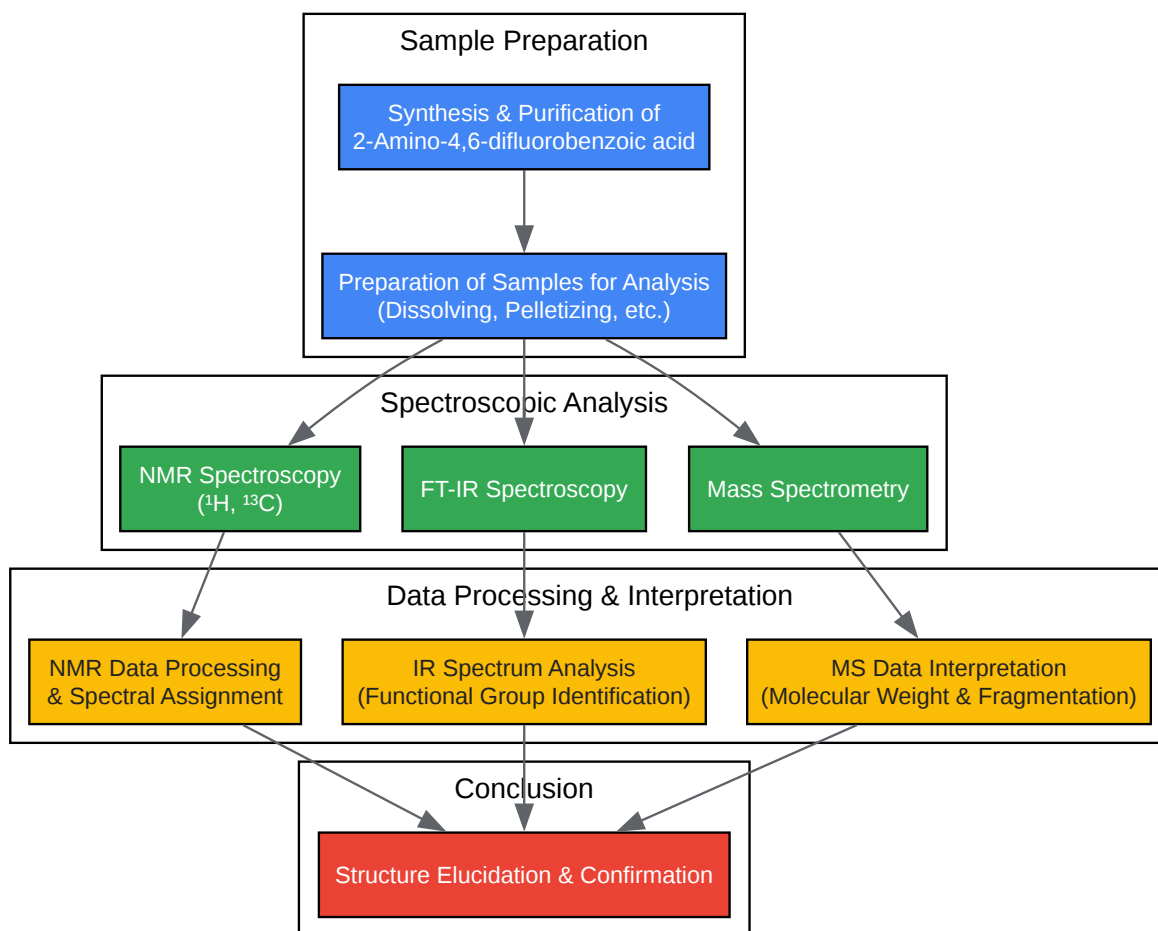 Sample Preparation
Synthesis & Purification of
2-Amino-4,6-difluorobenzoic acid
Preparation of Samples for Analysis
(Dissolving, Pelletizing, etc.)
Spectroscopic Analysis
NMR Spectroscopy
(¹H, ¹³C)
FT-IR Spectroscopy
Mass Spectrometry
Data Processing & Interpretation
NMR Data Processing
& Spectral Assignment
IR Spectrum Analysis
(Functional Group Identification)
MS Data Interpretation
(Molecular Weight & Fragmentation)
Conclusion
Structure Elucidation & Confirmation